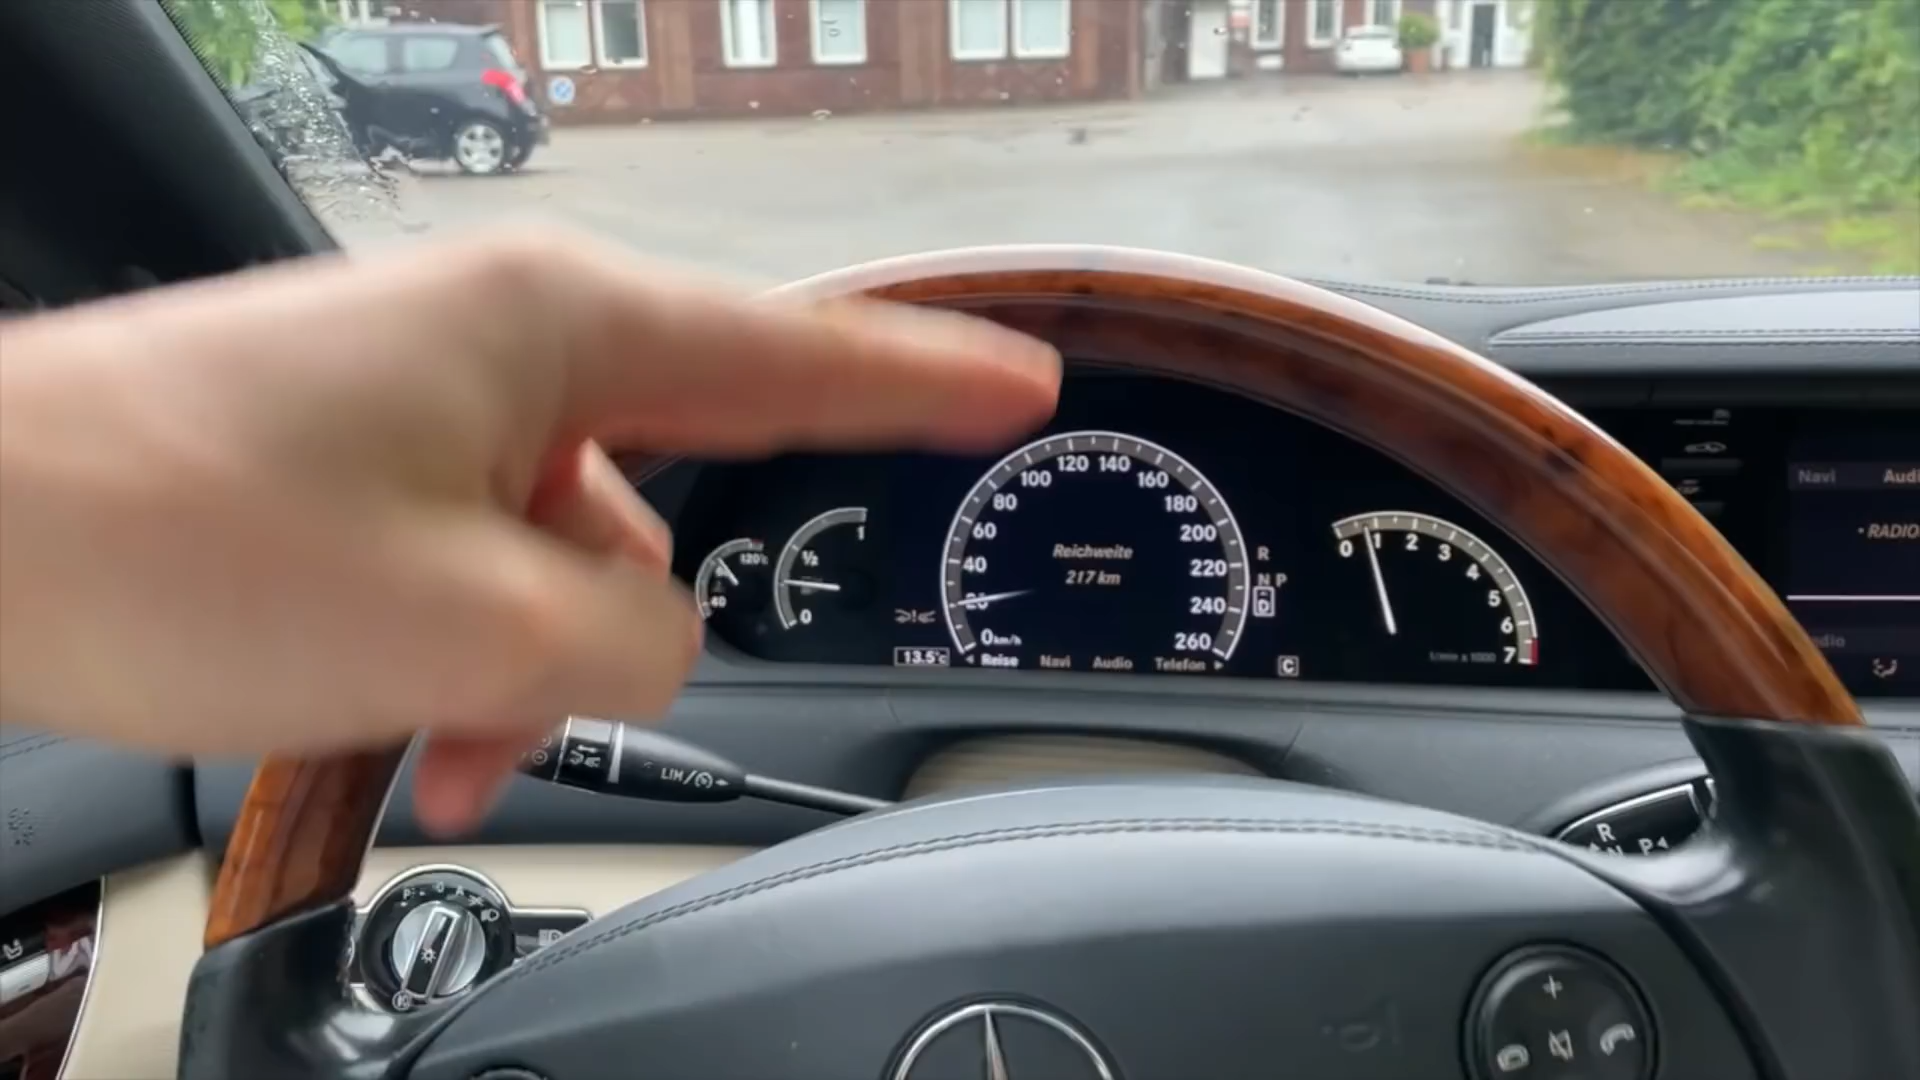 120°C
40
1
½
0
120 140
100 160
80 180
60 200
40 220
20 240
0km/h 260
Reichweite
217 km
R
N P
D
0 1 2 3 4 5 6 7
1/min x 1000
13.5°C
Reise Navi Audio Telefon
C
Navi Audi
• RADIO
LIM/
R
N P
P 0 A
+